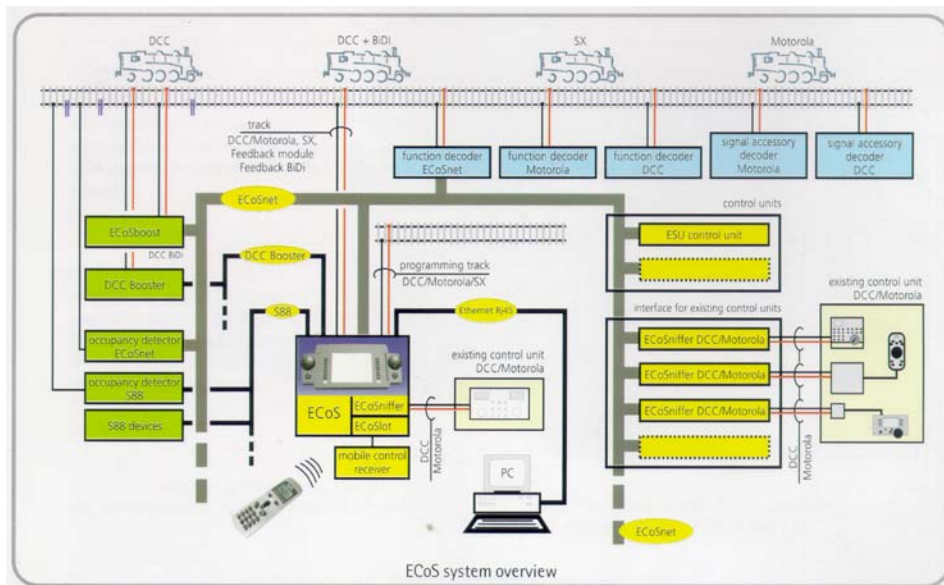 DCC
DCC + BiDi
SX
Motorola
track
DCC/Motorola, SX,
Feedback module
Feedback BiDi
function decoder
ECoSnet
function decoder
Motorola
function decoder
DCC
signal accessory
decoder
Motorola
signal accessory
decoder
DCC
ECoSnet
control units
ECoSboost
ESU control unit
DCC BiDi
DCC Booster
programming track
DCC/Motorola/SX
DCC Booster
S88
Ethernet Rj45
interface for existing control units
existing control unit
DCC/Motorola
occupancy detector
ECoSnet
ECoSniffer DCC/Motorola
existing control unit
DCC/Motorola
occupancy detector
S88
ECoSniffer DCC/Motorola
ECoS
ECoSniffer
ECoSlot
ECoSniffer DCC/Motorola
S88 devices
mobile control
receiver
DCC
Motorola
DCC
Motorola
DCC
Motorola
PC
ECoSnet
ECoS system overview